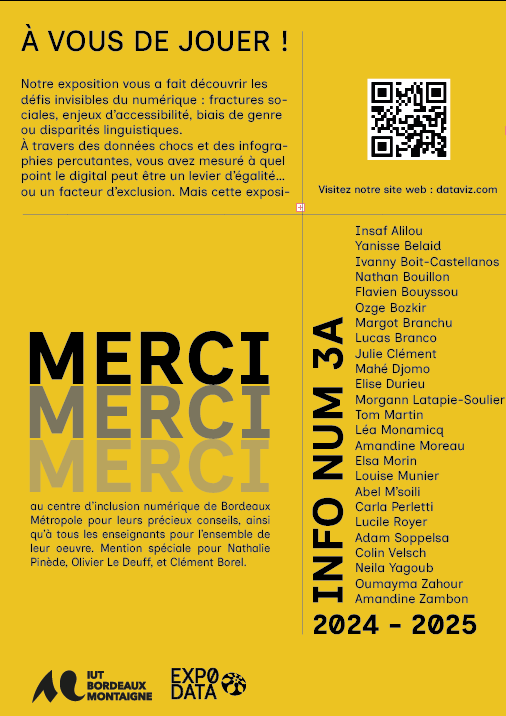 À VOUS DE JOUER !
Notre exposition vous a fait découvrir les
défis invisibles du numérique : fractures so-
ciales, enjeux d'accessibilité, biais de genre
ou disparités linguistiques.
À travers des données chocs et des infogra-
phies percutantes, vous avez mesuré à quel
point le digital peut être un levier d'égalité...
ou un facteur d'exclusion. Mais cette exposi-
Visitez notre site web : dataviz.com
MERCI
MERCI
MERCI
au centre d'inclusion numérique de Bordeaux
Métropole pour leurs précieux conseils, ainsi
qu'à tous les enseignants pour l'ensemble de
leur oeuvre. Mention spéciale pour Nathalie
Pinède, Olivier Le Deuff, et Clément Borel.
INFO NUM 3A
Insaf Alilou
Yanisse Belaid
Ivanny Boit-Castellanos
Nathan Bouillon
Flavien Bouyssou
Ozge Bozkir
Margot Branchu
Lucas Branco
Julie Clément
Mahé Djomo
Elise Durieu
Morgann Latapie-Soulier
Tom Martin
Léa Monamicq
Amandine Moreau
Elsa Morin
Louise Munier
Abel M'soili
Carla Perletti
Lucile Royer
Adam Soppelsa
Colin Velsch
Neila Yagoub
Oumayma Zahour
Amandine Zambon
2024 - 2025
IUT
BORDEAUX
MONTAIGNE
EXPO
DATA